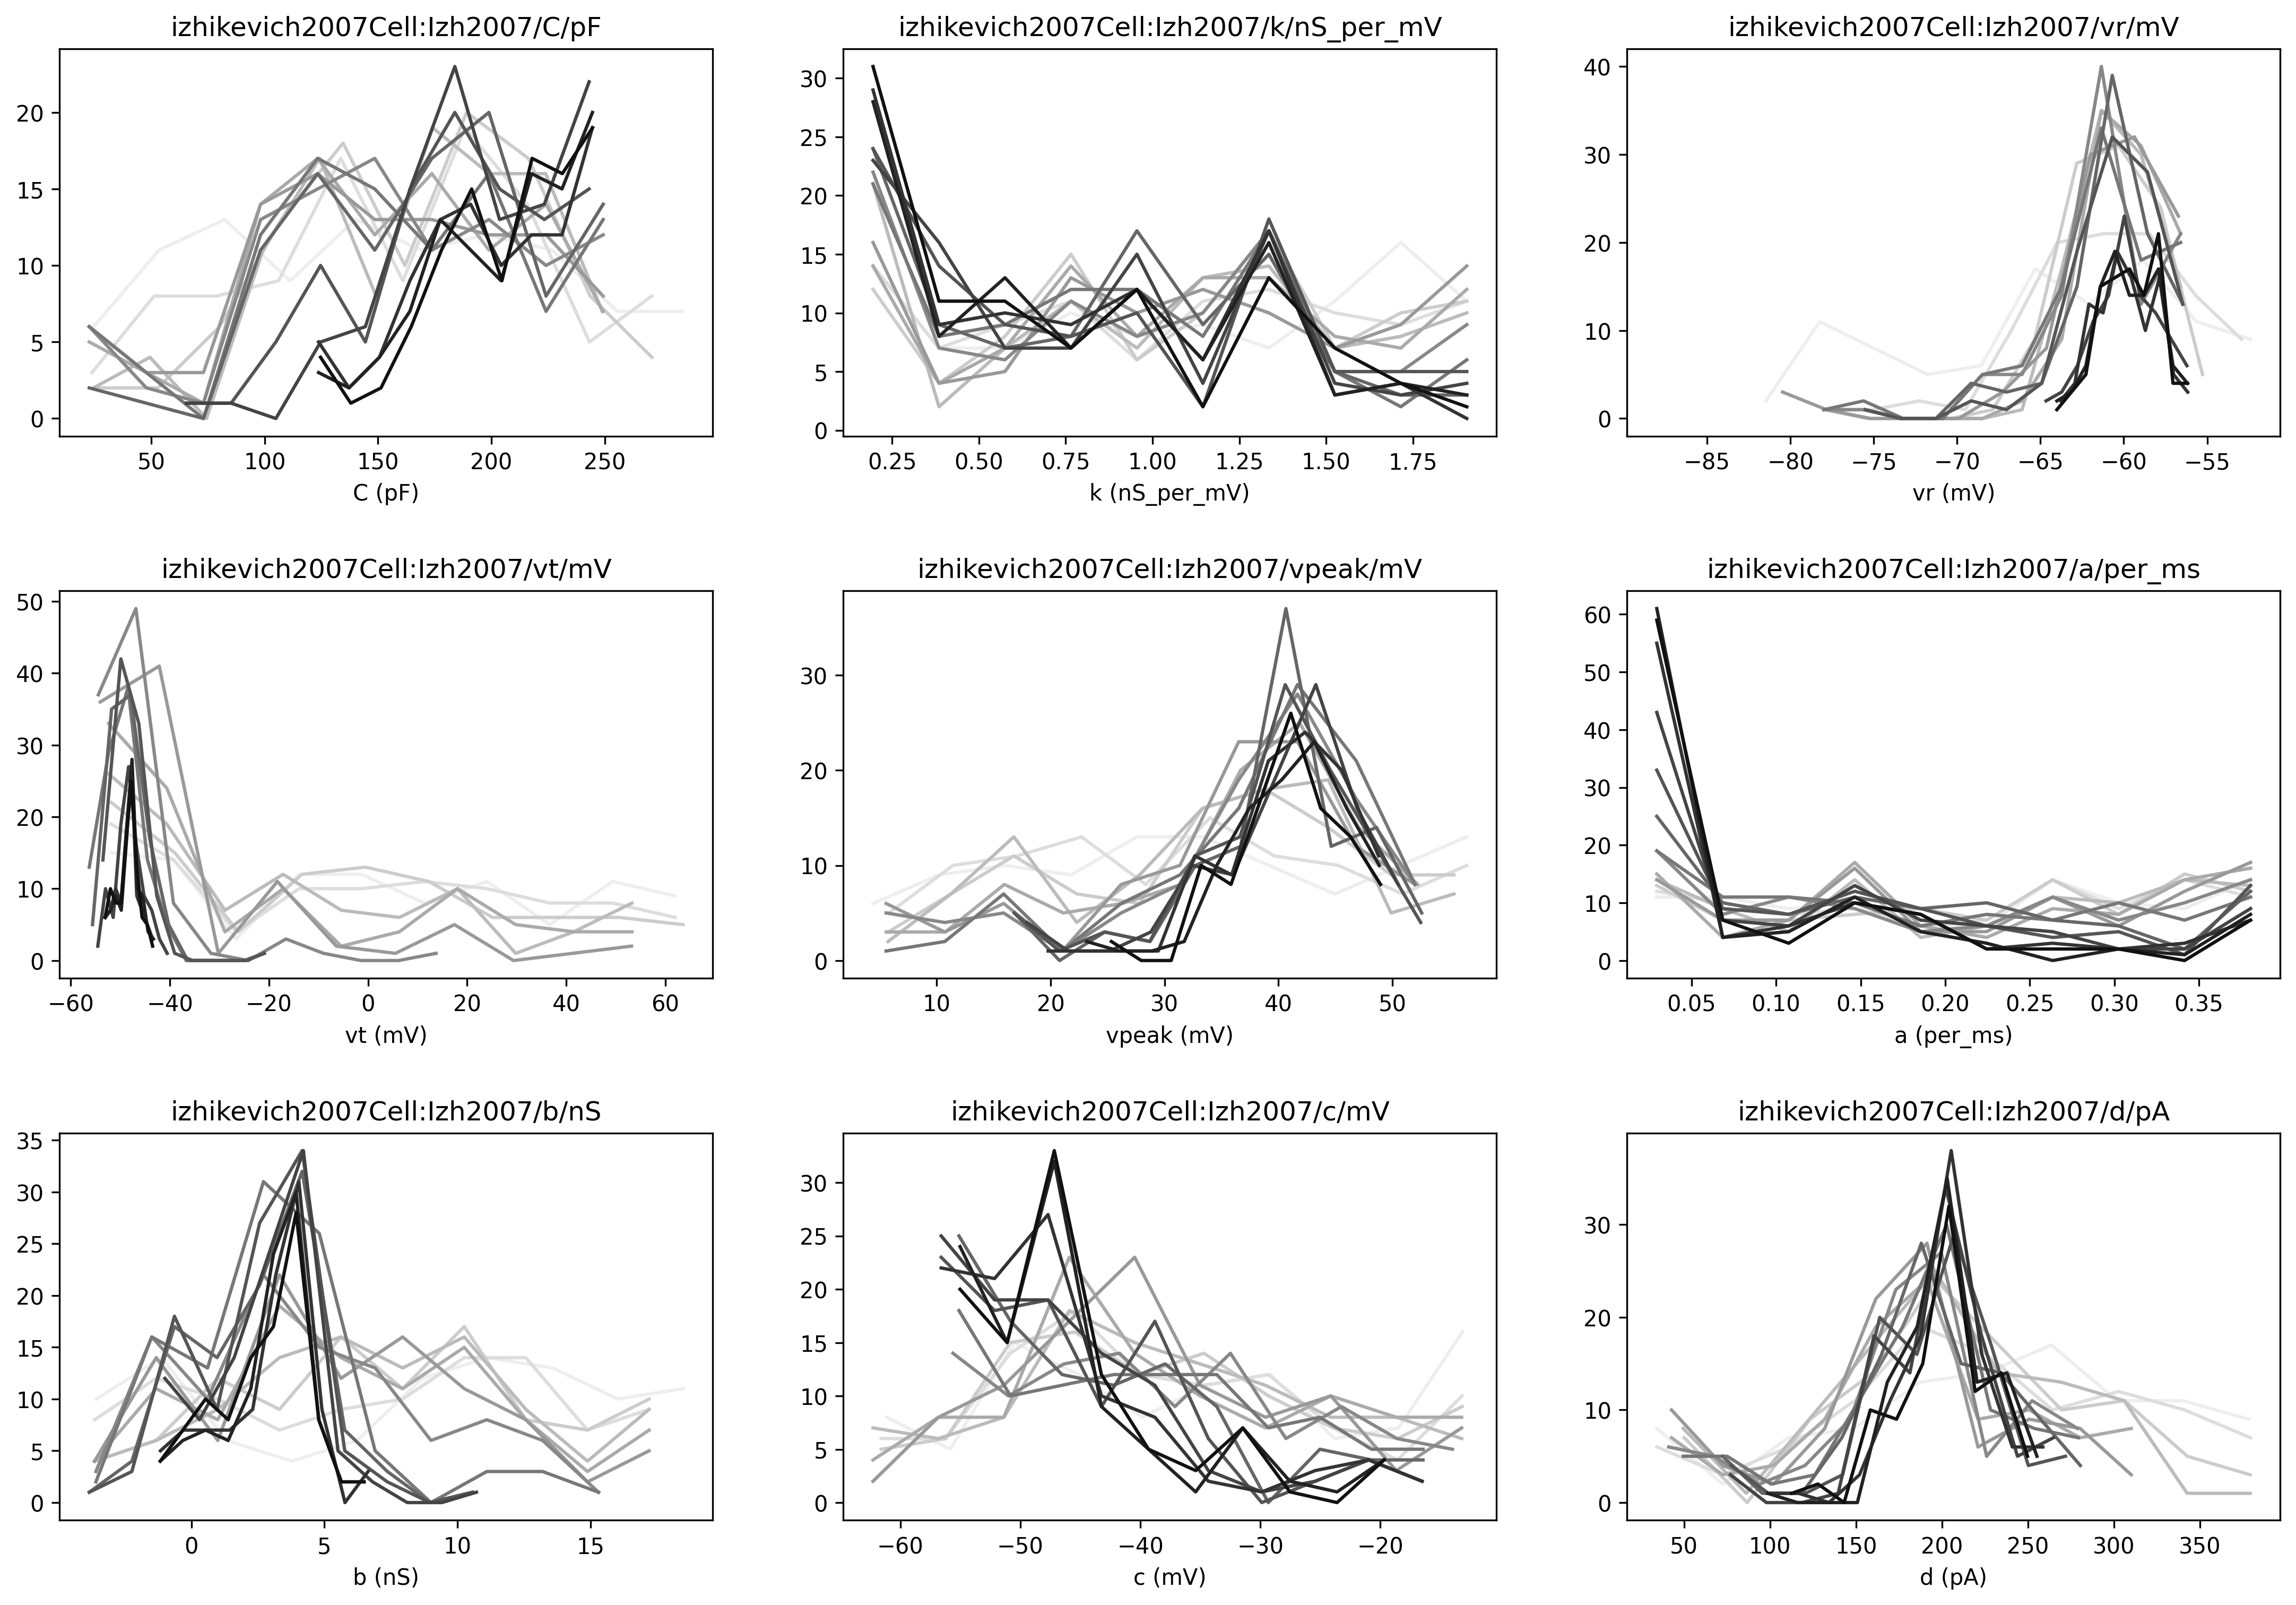 izhikevich2007Cell:Izh2007/C/pF
20
15
10
5
0
50 100 150 200 250
C (pF)
izhikevich2007Cell:Izh2007/k/nS_per_mV
30
25
20
15
10
5
0
0.25 0.50 0.75 1.00 1.25 1.50 1.75
k (nS_per_mV)
izhikevich2007Cell:Izh2007/vr/mV
40
30
20
10
0
−85 −80 −75 −70 −65 −60 −55
vr (mV)
izhikevich2007Cell:Izh2007/vt/mV
50
40
30
20
10
0
−60 −40 −20 0 20 40 60
vt (mV)
izhikevich2007Cell:Izh2007/vpeak/mV
30
20
10
0
10 20 30 40 50
vpeak (mV)
izhikevich2007Cell:Izh2007/a/per_ms
60
50
40
30
20
10
0
0.05 0.10 0.15 0.20 0.25 0.30 0.35
a (per_ms)
izhikevich2007Cell:Izh2007/b/nS
35
30
25
20
15
10
5
0
0 5 10 15
b (nS)
izhikevich2007Cell:Izh2007/c/mV
30
25
20
15
10
5
0
−60 −50 −40 −30 −20
c (mV)
izhikevich2007Cell:Izh2007/d/pA
30
20
10
0
50 100 150 200 250 300 350
d (pA)